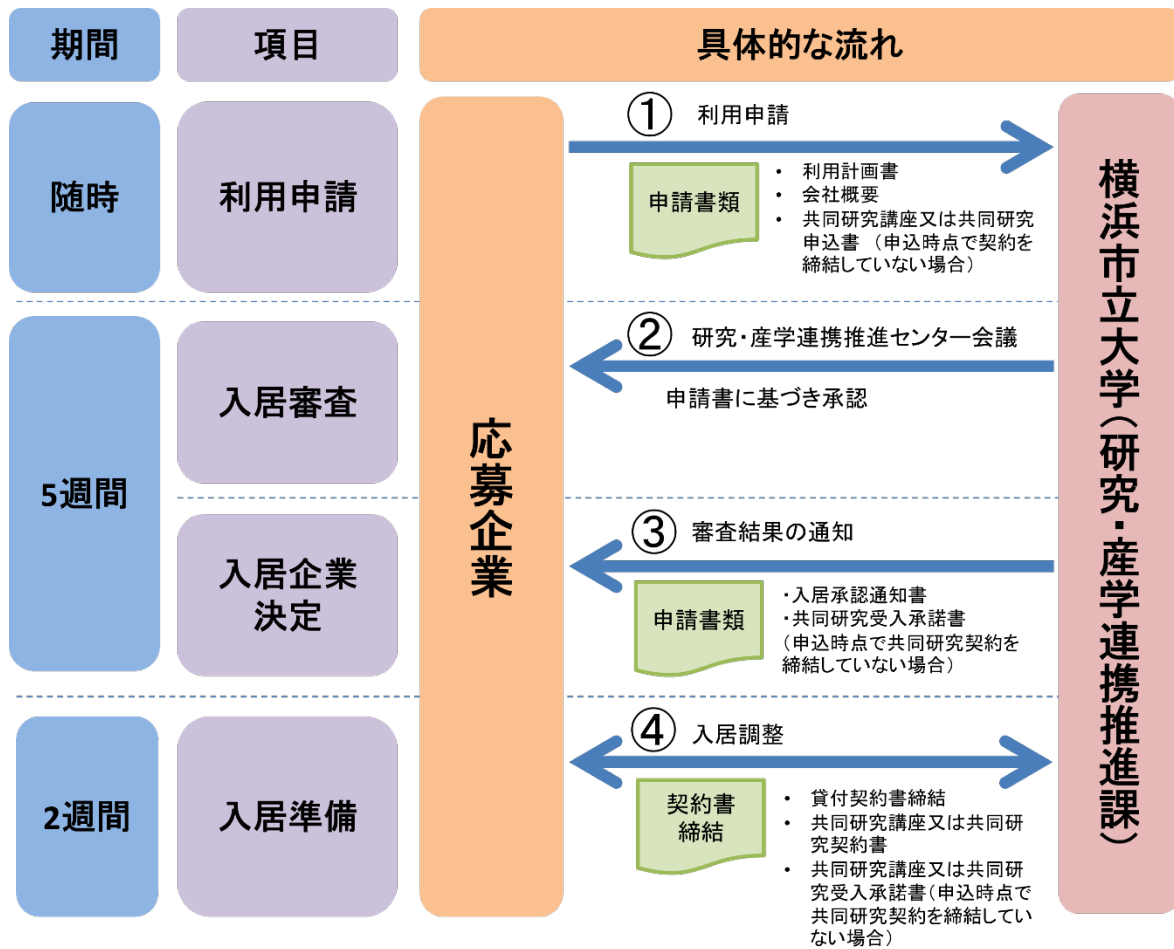 期間
項目
具体的な流れ
随時
利用申請
応募企業
横浜市立大学（研究・産学連携推進課）
① 利用申請
申請書類
・ 利用計画書
・ 会社概要
・ 共同研究講座又は共同研究
申込書 （申込時点で契約を
締結していない場合）
5週間
入居審査
② 研究・産学連携推進センター会議
申請書に基づき承認
入居企業
決定
③ 審査結果の通知
申請書類
・入居承認通知書
・共同研究受入承諾書
（申込時点で共同研究契約を
締結していない場合）
2週間
入居準備
④ 入居調整
契約書
締結
・ 貸付契約書締結
・ 共同研究講座又は共同研
究契約書
・ 共同研究講座又は共同研
究受入承諾書（申込時点で
共同研究契約を締結してい
ない場合）